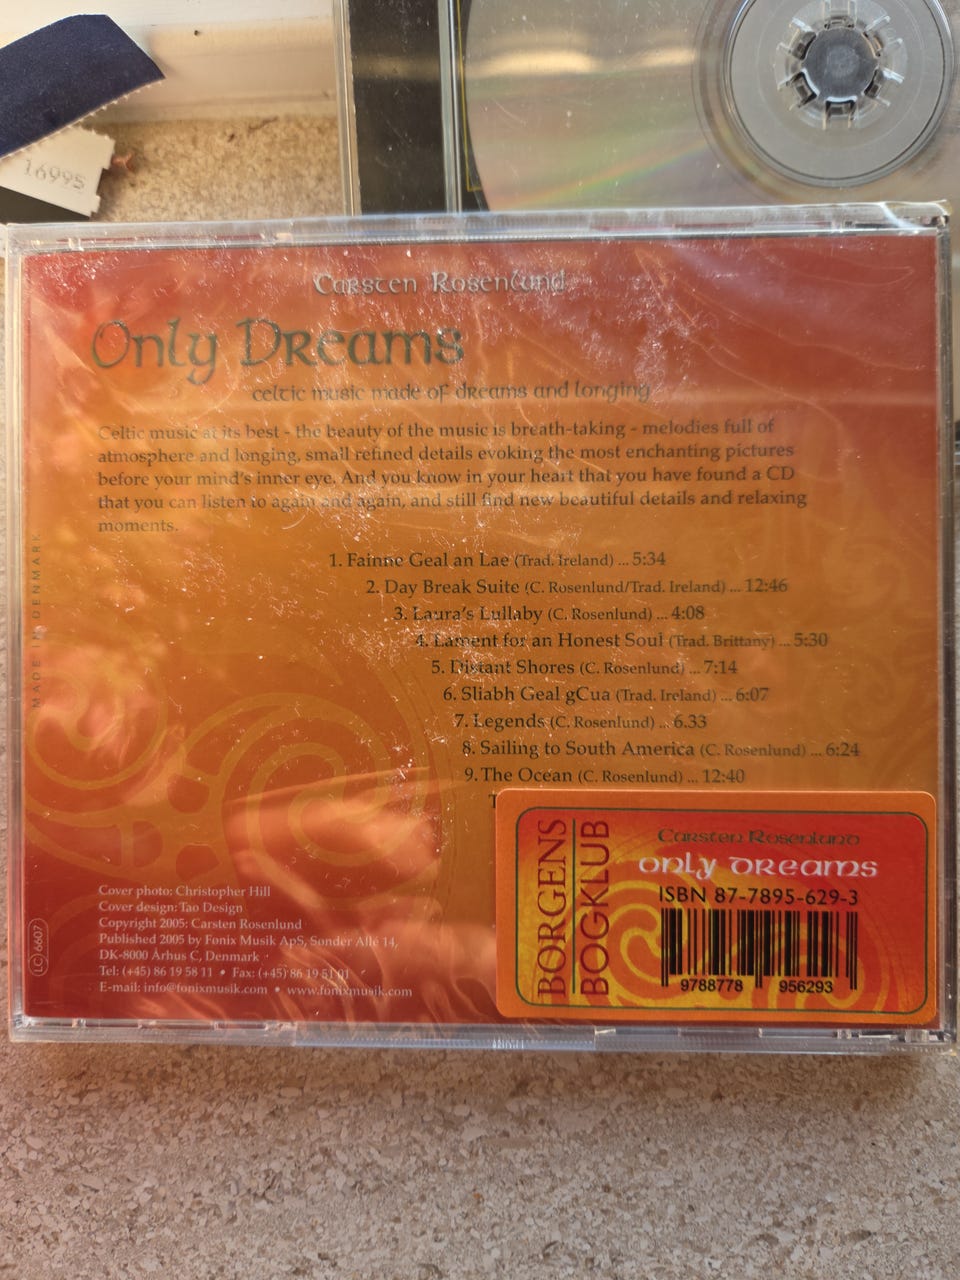 16995
Carsten Rosenlund
Only Dreams
celtic music made of dreams and longing
Celtic music at its best - the beauty of the music is breath-taking - melodies full of
atmosphere and longing, small refined details evoking the most enchanting pictures
before your mind's inner eye. And you know in your heart that you have found a CD
that you can listen to again and again, and still find new beautiful details and relaxing
moments.
1. Fainne Geal an Lae (Trad. Ireland) ... 5:34
2. Day Break Suite (C. Rosenlund/Trad. Ireland) ... 12:46
3. Laura's Lullaby (C. Rosenlund) ... 4:08
4. Lament for an Honest Soul (Trad. Brittany) ... 5:30
5. Distant Shores (C. Rosenlund) ... 7:14
6. Sliabh Geal gCua (Trad. Ireland) ... 6:07
7. Legends (C. Rosenlund) ... 6.33
8. Sailing to South America (C. Rosenlund) ... 6:24
9. The Ocean (C. Rosenlund) ... 12:40
MADE IN DENMARK
LC 6607
Cover photo: Christopher Hill
Cover design: Tao Design
Copyright 2005: Carsten Rosenlund
Published 2005 by Fønix Musik ApS, Sønder Allé 14,
DK-8000 Århus C, Denmark
Tel: (+45) 86 19 58 11 • Fax: (+45) 86 19 51 01
E-mail: info@fonixmusik.com • www.fonixmusik.com
BORGENS
BOGKLUB
Carsten Rosenlund
only dreams
ISBN 87-7895-629-3
9788778 956293